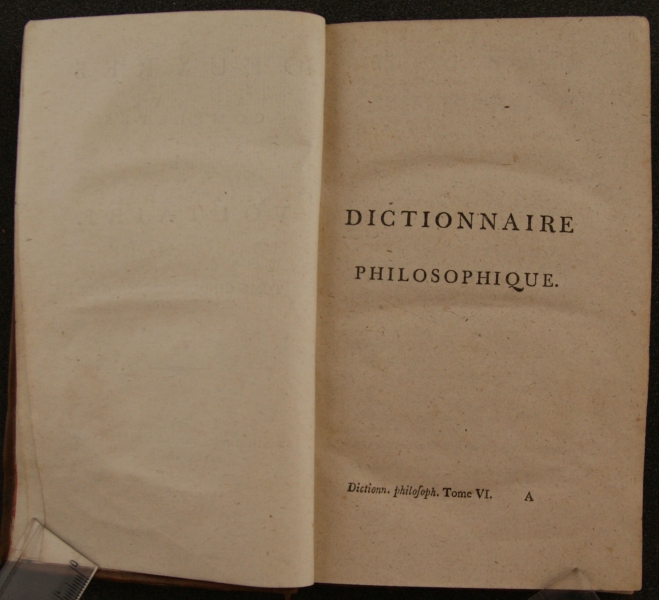 DICTIONNAIRE
PHILOSOPHIQUE.
Dictionn. philoſoph. Tome VI. A